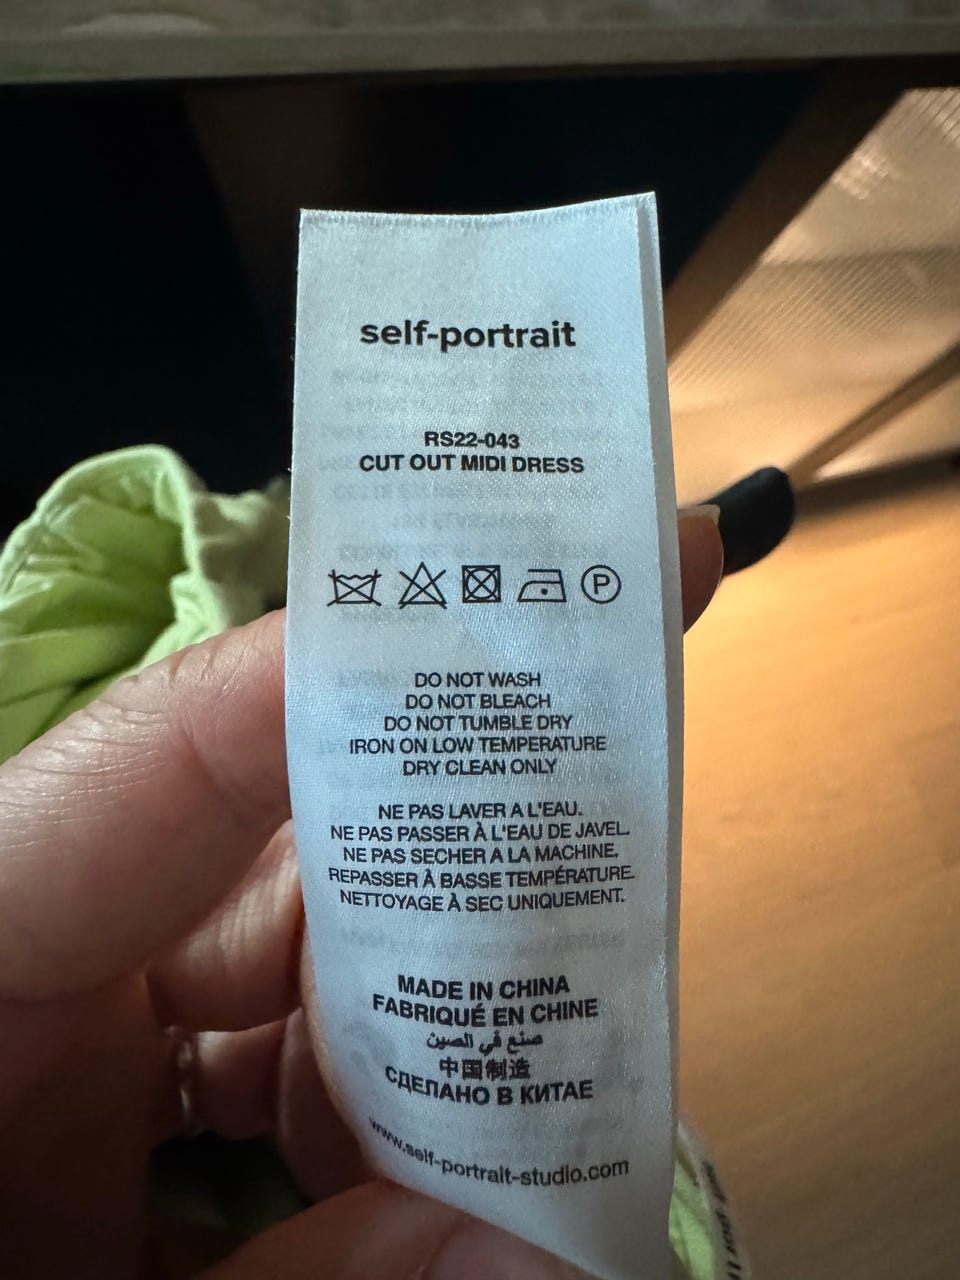 self-portrait
RS22-043
CUT OUT MIDI DRESS
P
DO NOT WASH
DO NOT BLEACH
DO NOT TUMBLE DRY
IRON ON LOW TEMPERATURE
DRY CLEAN ONLY
NE PAS LAVER A L'EAU.
NE PAS PASSER À L'EAU DE JAVEL.
NE PAS SECHER A LA MACHINE.
REPASSER À BASSE TEMPÉRATURE.
NETTOYAGE À SEC UNIQUEMENT.
MADE IN CHINA
FABRIQUÉ EN CHINE
صنع في الصين
中国制造
СДЕЛАНО В КИТАЕ
www.self-portrait-studio.com